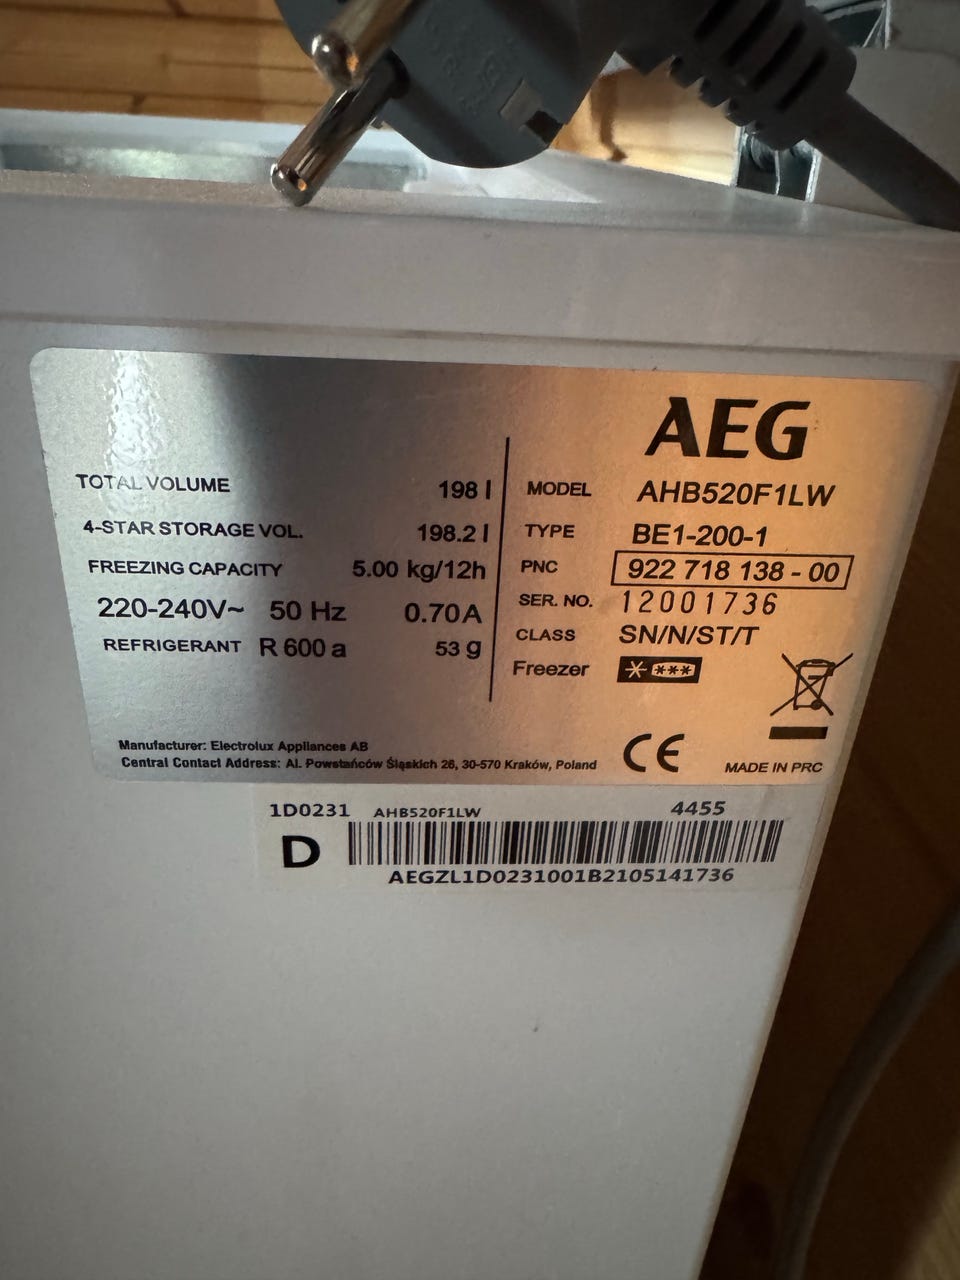 AEG
TOTAL VOLUME 198 l
4-STAR STORAGE VOL. 198.2 l
FREEZING CAPACITY 5.00 kg/12h
220-240V~ 50 Hz 0.70A
REFRIGERANT R 600 a 53 g
MODEL AHB520F1LW
TYPE BE1-200-1
PNC 922 718 138 - 00
SER. NO. 12001736
CLASS SN/N/ST/T
Freezer
Manufacturer: Electrolux Appliances AB
Central Contact Address: Al. Powstańców Śląskich 26, 30-570 Kraków, Poland
CE
MADE IN PRC
1D0231 AHB520F1LW 4455
D
AEGZL1D0231001B2105141736